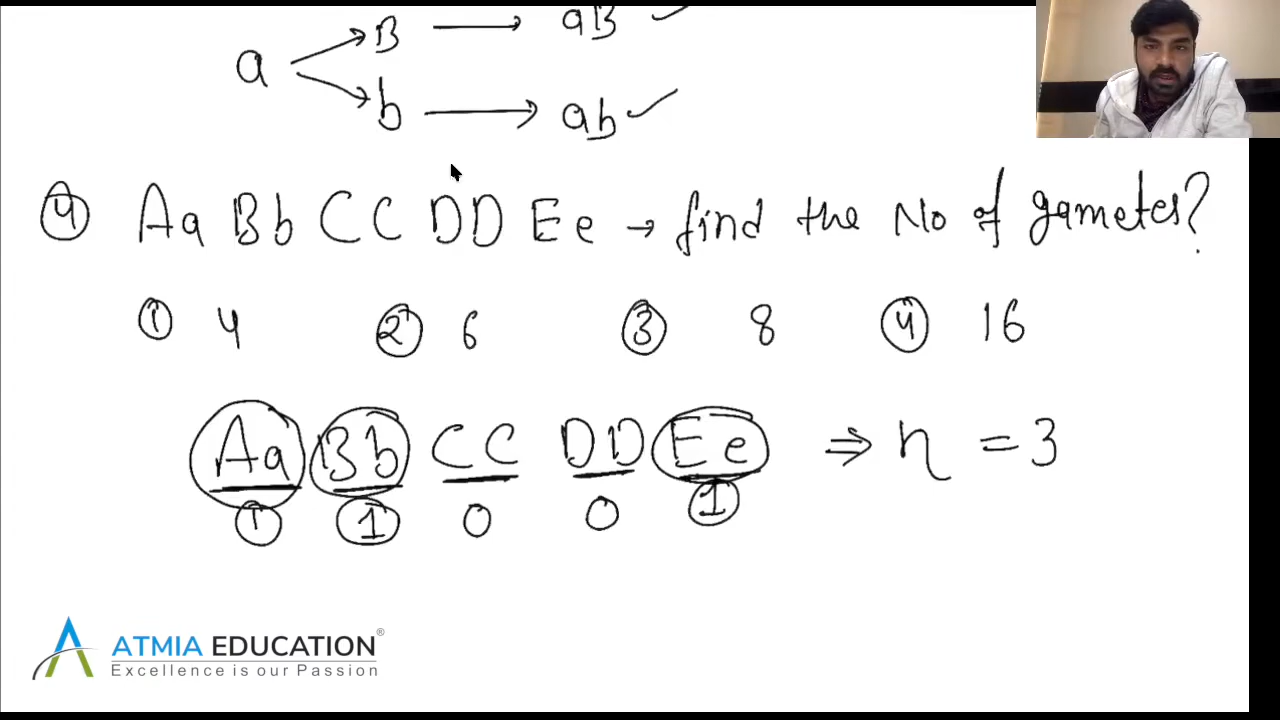 B → aB ✓
a
b → ab ✓
④ Aa Bb CC DD Ee → find the No of gametes?
① 4 ② 6 ③ 8 ④ 16
Aa Bb CC DD Ee ⇒ n = 3
1 1 0 0 1
ATMIA EDUCATION®
Excellence is our Passion